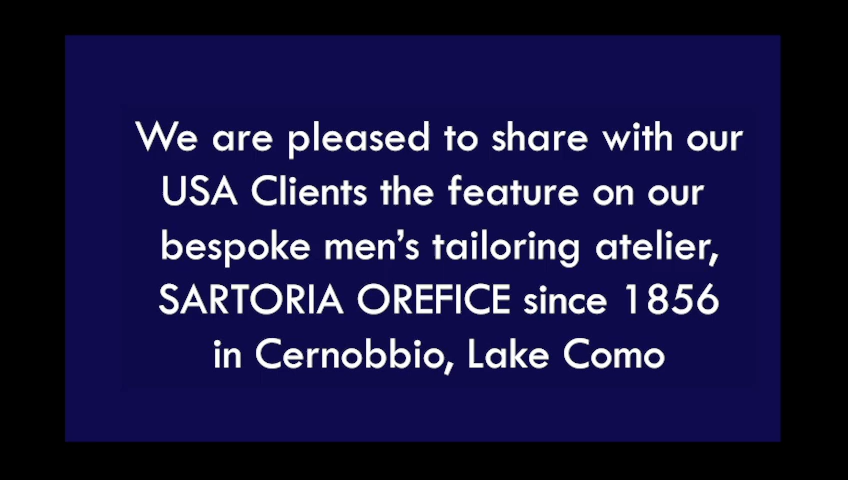 We are pleased to share with our
USA Clients the feature on our
bespoke men’s tailoring atelier,
SARTORIA OREFICE since 1856
in Cernobbio, Lake Como